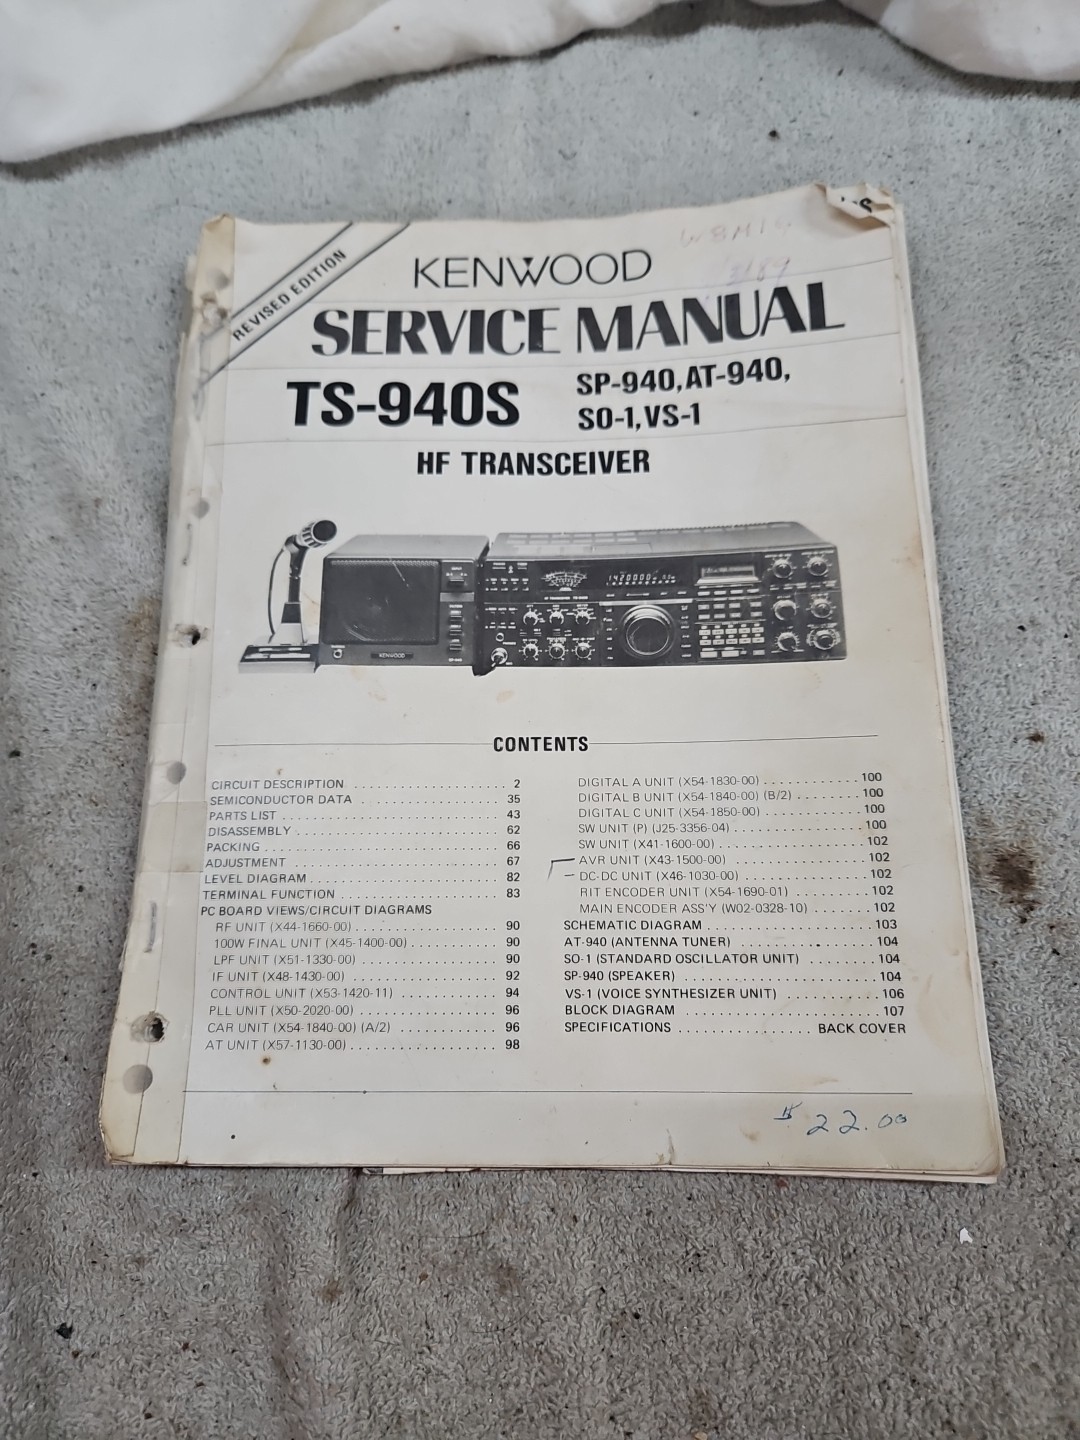 REVISED EDITION
KENWOOD
SERVICE MANUAL
TS-940S
SP-940, AT-940,
SO-1, VS-1
HF TRANSCEIVER
KENWOOD
CONTENTS
CIRCUIT DESCRIPTION ..................... 2
SEMICONDUCTOR DATA .................. 35
PARTS LIST ............................. 43
DISASSEMBLY ........................... 62
PACKING ............................... 66
ADJUSTMENT ........................... 67
LEVEL DIAGRAM ......................... 82
TERMINAL FUNCTION ..................... 83
PC BOARD VIEWS/CIRCUIT DIAGRAMS
RF UNIT (X44-1660-00) ................... 90
100W FINAL UNIT (X45-1400-00) ........... 90
LPF UNIT (X51-1330-00) .................. 90
IF UNIT (X48-1430-00) ................... 92
CONTROL UNIT (X53-1420-11) ............. 94
PLL UNIT (X50-2020-00) .................. 96
CAR UNIT (X54-1840-00) (A/2) ............. 96
AT UNIT (X57-1130-00) ................... 98
DIGITAL A UNIT (X54-1830-00) ............ 100
DIGITAL B UNIT (X54-1840-00) (B/2) ........ 100
DIGITAL C UNIT (X54-1850-00) ............ 100
SW UNIT (P) (J25-3356-04) ................ 100
SW UNIT (X41-1600-00) .................. 102
AVR UNIT (X43-1500-00) ................. 102
DC-DC UNIT (X46-1030-00) ............... 102
RIT ENCODER UNIT (X54-1690-01) ......... 102
MAIN ENCODER ASS'Y (W02-0328-10) ....... 102
SCHEMATIC DIAGRAM ..................... 103
AT-940 (ANTENNA TUNER) ................ 104
SO-1 (STANDARD OSCILLATOR UNIT) ........ 104
SP-940 (SPEAKER) ....................... 104
VS-1 (VOICE SYNTHESIZER UNIT) ........... 106
BLOCK DIAGRAM ......................... 107
SPECIFICATIONS ................. BACK COVER
$ 22.00